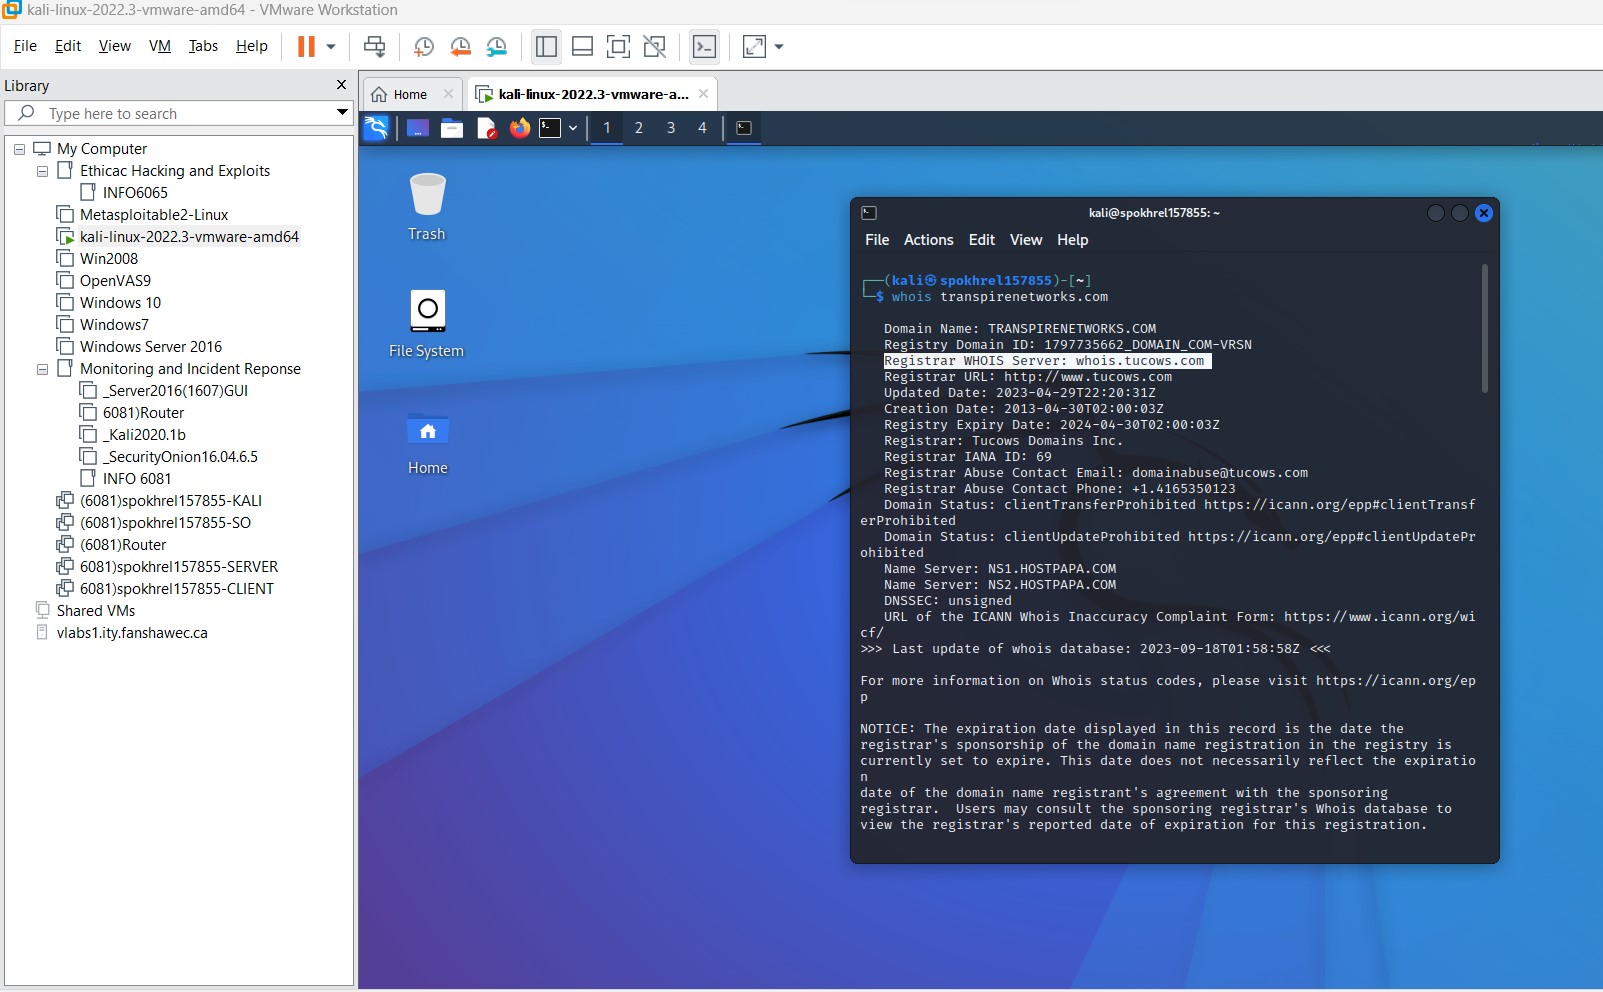 kali-linux-2022.3-vmware-amd64 - VMware Workstation
File Edit View VM Tabs Help
Library
Type here to search
My Computer
Ethicac Hacking and Exploits
INFO6065
Metasploitable2-Linux
kali-linux-2022.3-vmware-amd64
Win2008
OpenVAS9
Windows 10
Windows7
Windows Server 2016
Monitoring and Incident Reponse
_Server2016(1607)GUI
6081)Router
_Kali2020.1b
_SecurityOnion16.04.6.5
INFO 6081
(6081)spokhrel157855-KALI
(6081)spokhrel157855-SO
(6081)Router
6081)spokhrel157855-SERVER
6081)spokhrel157855-CLIENT
Shared VMs
vlabs1.ity.fanshawec.ca
Home
kali-linux-2022.3-vmware-a...
1 2 3 4
Trash
File System
Home
kali@spokhrel157855: ~
File Actions Edit View Help
┌──(kali㉿spokhrel157855)-[~]
└─$ whois transpirenetworks.com
Domain Name: TRANSPIRENETWORKS.COM
Registry Domain ID: 1797735662_DOMAIN_COM-VRSN
Registrar WHOIS Server: whois.tucows.com
Registrar URL: http://www.tucows.com
Updated Date: 2023-04-29T22:20:31Z
Creation Date: 2013-04-30T02:00:03Z
Registry Expiry Date: 2024-04-30T02:00:03Z
Registrar: Tucows Domains Inc.
Registrar IANA ID: 69
Registrar Abuse Contact Email: domainabuse@tucows.com
Registrar Abuse Contact Phone: +1.4165350123
Domain Status: clientTransferProhibited https://icann.org/epp#clientTransf
erProhibited
Domain Status: clientUpdateProhibited https://icann.org/epp#clientUpdatePr
ohibited
Name Server: NS1.HOSTPAPA.COM
Name Server: NS2.HOSTPAPA.COM
DNSSEC: unsigned
URL of the ICANN Whois Inaccuracy Complaint Form: https://www.icann.org/wi
cf/
>>> Last update of whois database: 2023-09-18T01:58:58Z <<<
For more information on Whois status codes, please visit https://icann.org/ep
p
NOTICE: The expiration date displayed in this record is the date the
registrar's sponsorship of the domain name registration in the registry is
currently set to expire. This date does not necessarily reflect the expiratio
n
date of the domain name registrant's agreement with the sponsoring
registrar.  Users may consult the sponsoring registrar's Whois database to
view the registrar's reported date of expiration for this registration.